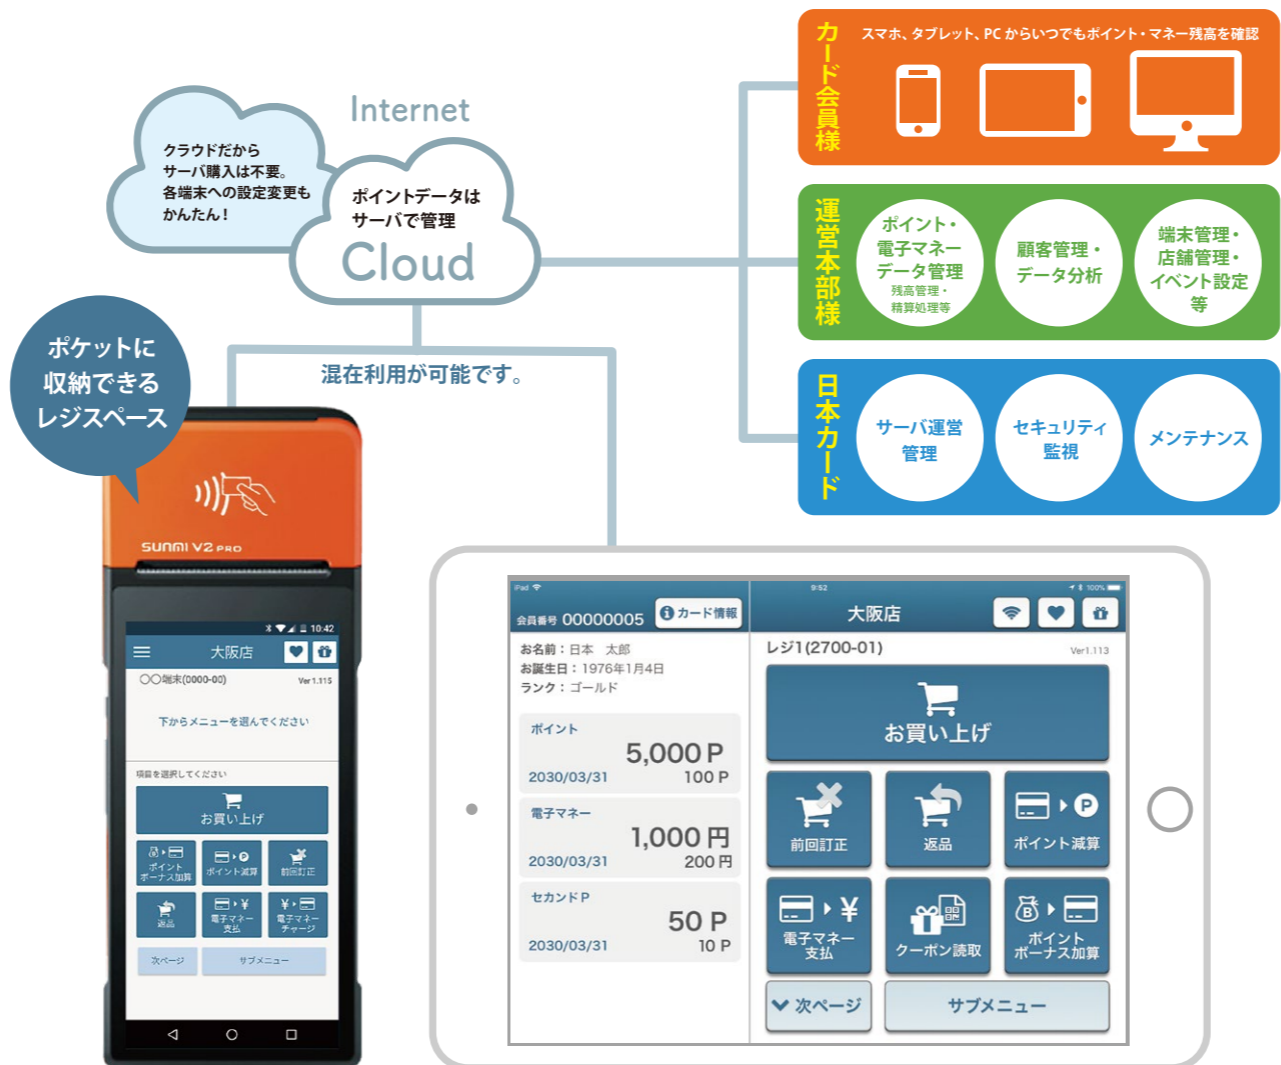 Internet
クラウドだから
サーバ購入は不要。
各端末への設定変更も
かんたん！
ポイントデータは
サーバで管理
Cloud
カード会員様
スマホ、タブレット、PC からいつでもポイント・マネー残高を確認
運営本部様
ポイント・
電子マネー
データ管理
残高管理・
精算処理等
顧客管理・
データ分析
端末管理・
店舗管理・
イベント設定
等
日本カード
サーバ運営
管理
セキュリティ
監視
メンテナンス
混在利用が可能です。
ポケットに
収納できる
レジスペース
SUNMI V2 PRO
10:42
大阪店
〇〇端末(0000-00)
Ver1.115
下からメニューを選んでください
項目を選択してください
お買い上げ
ポイント
ボーナス加算
ポイント減算
前回訂正
返品
電子マネー
支払
電子マネー
チャージ
次ページ
サブメニュー
iPad
9:52
100%
会員番号 00000005
カード情報
大阪店
お名前：日本 太郎
お誕生日：1976年1月4日
ランク：ゴールド
ポイント
5,000 P
2030/03/31 100 P
電子マネー
1,000 円
2030/03/31 200 円
セカンド P
50 P
2030/03/31 10 P
レジ1(2700-01)
Ver1.113
お買い上げ
前回訂正
返品
ポイント減算
電子マネー
支払
クーポン読取
ポイント
ボーナス加算
次ページ
サブメニュー